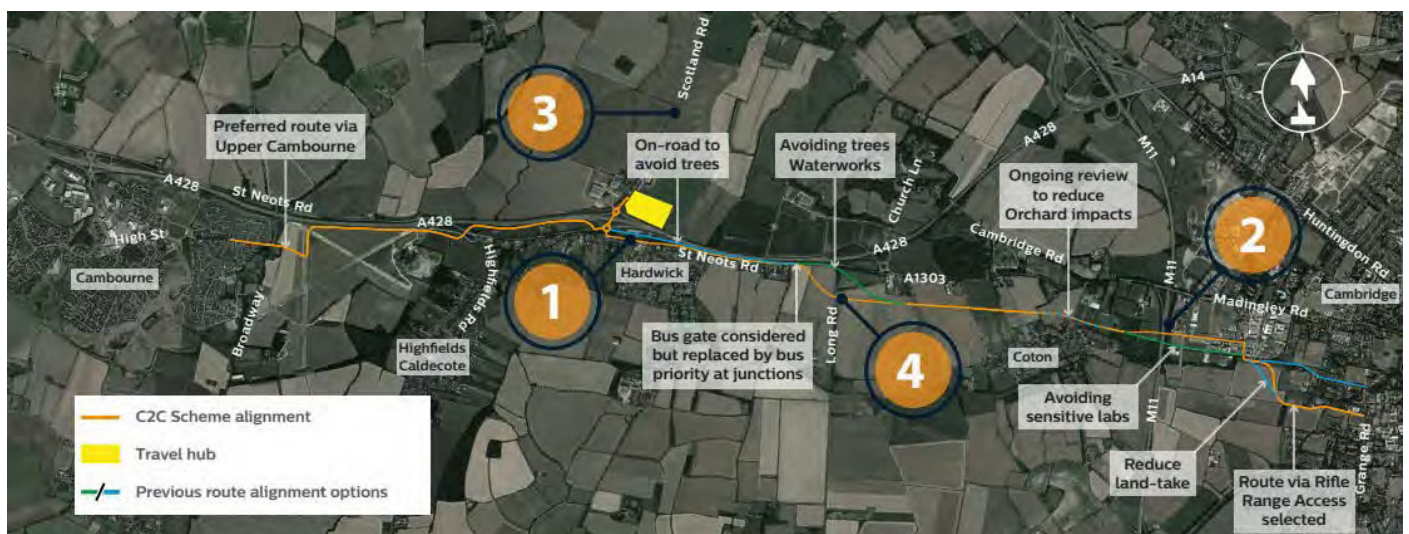 A14
Scotland Rd
3
Preferred route via
Upper Cambourne
On-road to
avoid trees
Avoiding trees
Waterworks
Church Ln
A428
M11
Ongoing review
to reduce
Orchard impacts
2
Huntingdon Rd
A428
St Neots Rd
High St
Cambourne
A428
Highfields Rd
1
Hardwick
St Neots Rd
A428
Cambridge Rd
A1303
M11
Madingley Rd
Cambridge
Broadway
Highfields
Caldecote
Bus gate considered
but replaced by bus
priority at junctions
Long Rd
4
Coton
Avoiding
sensitive labs
M11
Reduce
land-take
Route via Rifle
Range Access
selected
Grange Rd
C2C Scheme alignment
Travel hub
Previous route alignment options